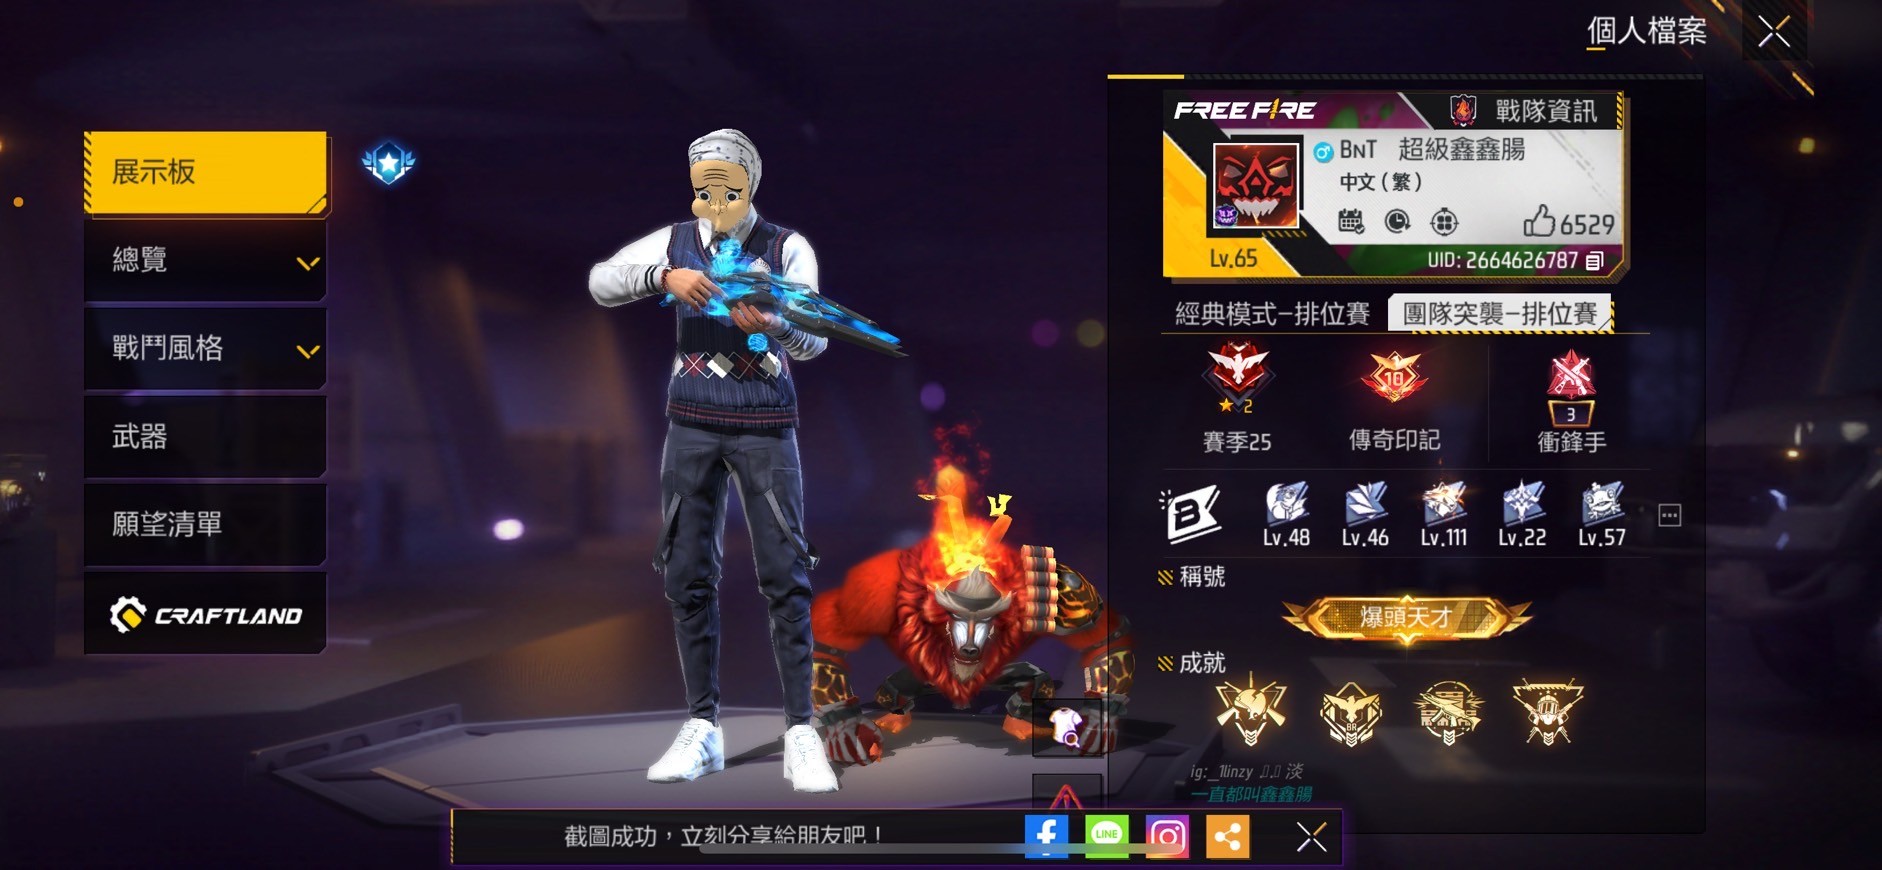 個人檔案
展示板
總覽
戰鬥風格
武器
願望清單
CRAFTLAND
FREE FIRE
戰隊資訊
BNT 超級鑫鑫腸
中文(繁)
6529
Lv.65
UID: 2664626787
經典模式-排位賽
團隊突襲-排位賽
2
10
3
賽季25
傳奇印記
衝鋒手
B
Lv.48
Lv.46
Lv.111
Lv.22
Lv.57
稱號
爆頭天才
成就
BR
ig:_1linzy
淡
一直都叫鑫鑫腸
截圖成功，立刻分享給朋友吧！
LINE